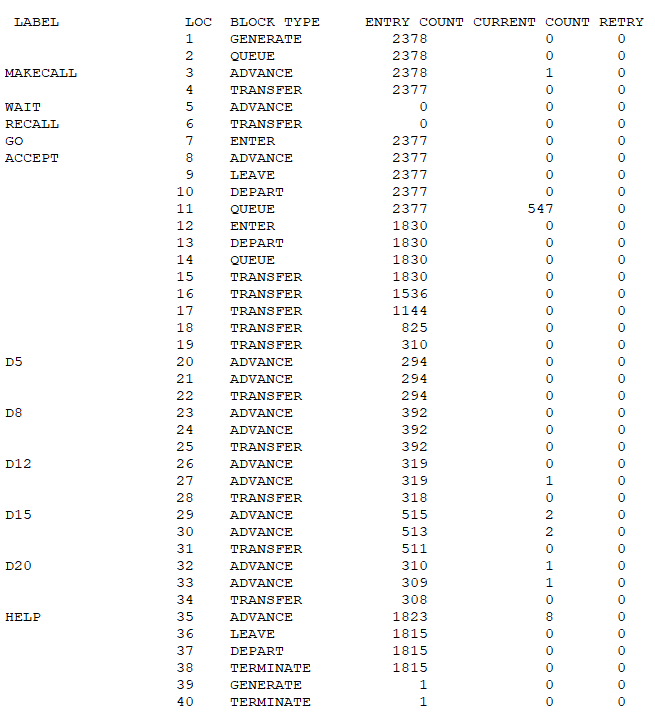 LABEL LOC BLOCK TYPE ENTRY COUNT CURRENT COUNT RETRY
1 GENERATE 2378 0 0
2 QUEUE 2378 0 0
MAKECALL 3 ADVANCE 2378 1 0
4 TRANSFER 2377 0 0
WAIT 5 ADVANCE 0 0 0
RECALL 6 TRANSFER 0 0 0
GO 7 ENTER 2377 0 0
ACCEPT 8 ADVANCE 2377 0 0
9 LEAVE 2377 0 0
10 DEPART 2377 0 0
11 QUEUE 2377 547 0
12 ENTER 1830 0 0
13 DEPART 1830 0 0
14 QUEUE 1830 0 0
15 TRANSFER 1830 0 0
16 TRANSFER 1536 0 0
17 TRANSFER 1144 0 0
18 TRANSFER 825 0 0
19 TRANSFER 310 0 0
D5 20 ADVANCE 294 0 0
21 ADVANCE 294 0 0
22 TRANSFER 294 0 0
D8 23 ADVANCE 392 0 0
24 ADVANCE 392 0 0
25 TRANSFER 392 0 0
D12 26 ADVANCE 319 0 0
27 ADVANCE 319 1 0
28 TRANSFER 318 0 0
D15 29 ADVANCE 515 2 0
30 ADVANCE 513 2 0
31 TRANSFER 511 0 0
D20 32 ADVANCE 310 1 0
33 ADVANCE 309 1 0
34 TRANSFER 308 0 0
HELP 35 ADVANCE 1823 8 0
36 LEAVE 1815 0 0
37 DEPART 1815 0 0
38 TERMINATE 1815 0 0
39 GENERATE 1 0 0
40 TERMINATE 1 0 0